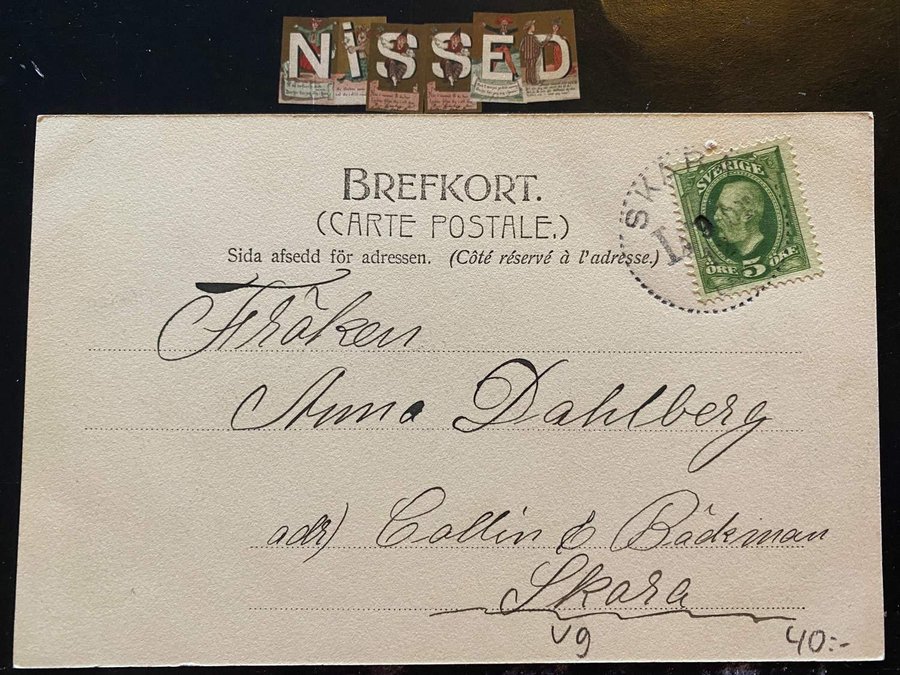 NISSED
BREFKORT.
(CARTE POSTALE.)
Sida afsedd för adressen. (Côté réservé à l'adresse.)
SVERIGE
ÖRE 5 ÖRE
Fröken
Anna Dahlberg
adr) Collin & Bäckman
Skara
vg
40:-